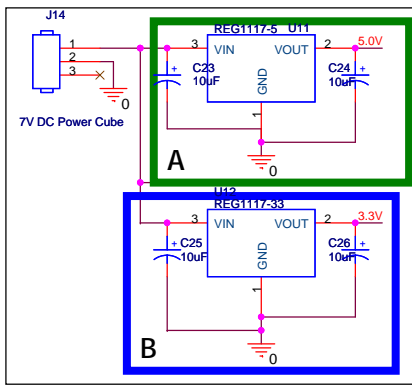 J14
1
2
3
0
7V DC Power Cube
REG1117-5 U11
3 VIN VOUT 2 5.0V
C23
10uF
C24
10uF
GND
1
0
A
U12
REG1117-33
3 VIN VOUT 2 3.3V
C25
10uF
C26
10uF
GND
1
0
B